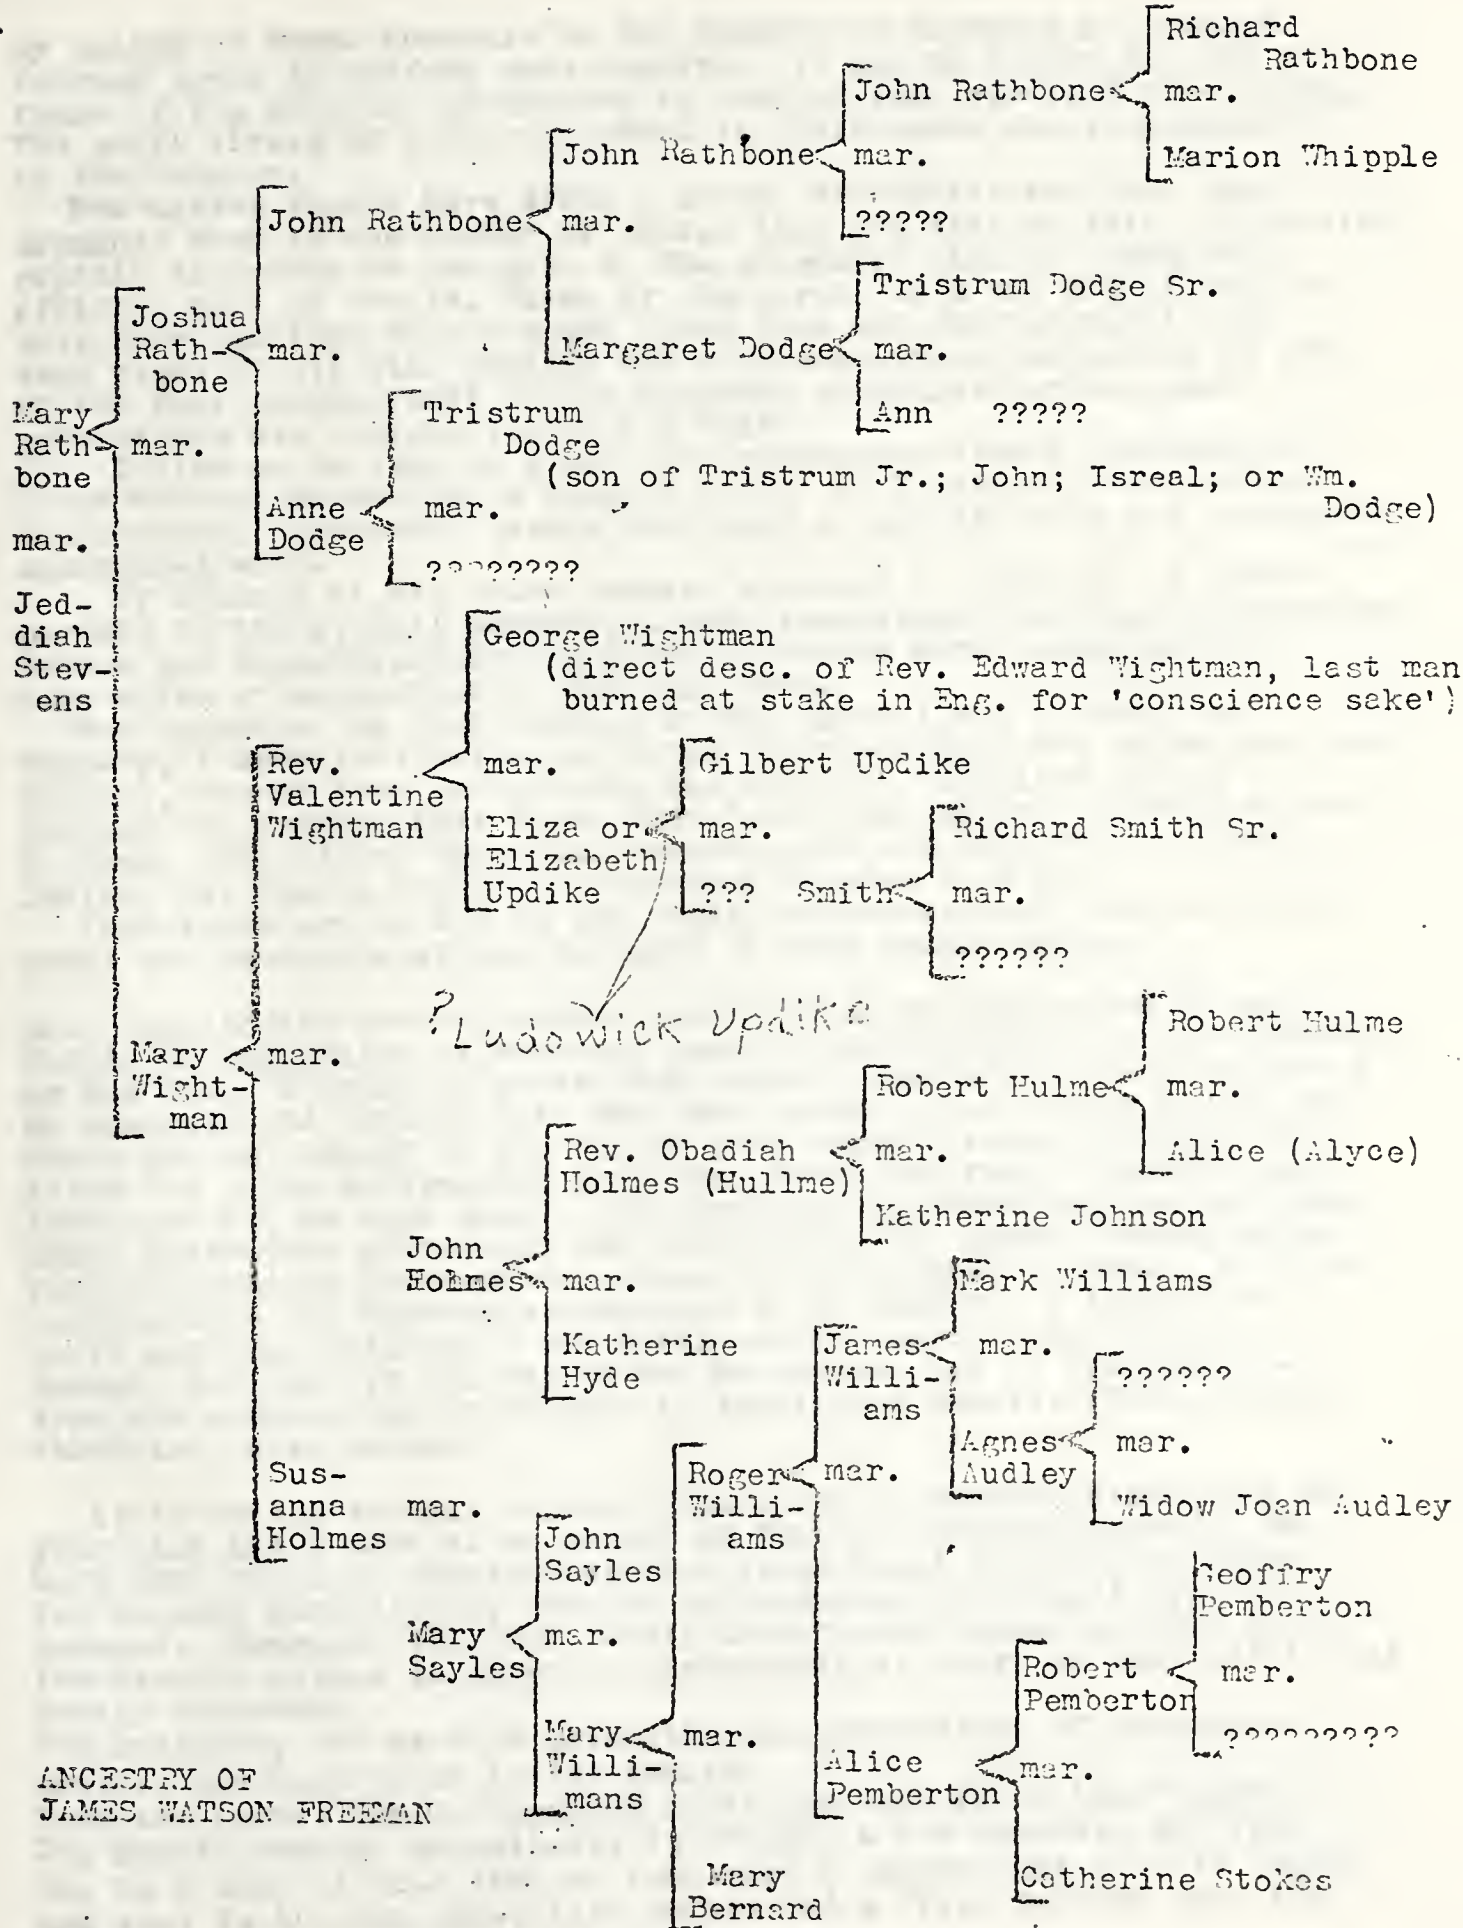 Richard
Rathbone
John Rathbone
mar.
John Rathbone
mar.
Marion Whipple
John Rathbone
mar.
?????
Tristrum Dodge Sr.
Joshua
Rath-
bone
mar.
Margaret Dodge
mar.
Mary
Rath-
bone
mar.
Tristrum
Dodge
Ann ?????
(son of Tristrum Jr.; John; Isreal; or Wm.
Dodge)
Anne
Dodge
mar.
mar.
????????
Jed-
diah
Stev-
ens
George Wightman
(direct desc. of Rev. Edward Wightman, last man
burned at stake in Eng. for 'conscience sake')
Rev.
Valentine
Wightman
mar.
Gilbert Updike
Eliza or
Elizabeth
Updike
mar.
Richard Smith Sr.
??? Smith
mar.
??????
? Ludowick Updike
Robert Hulme
Mary
Wight-
man
mar.
Robert Hulme
mar.
Rev. Obadiah
Holmes (Hullme)
mar.
Alice (Alyce)
Katherine Johnson
John
Holmes
mar.
Mark Williams
Katherine
Hyde
James
Willi-
ams
mar.
??????
Agnes
Audley
mar.
Sus-
anna
Holmes
mar.
Roger
Willi-
ams
mar.
Widow Joan Audley
John
Sayles
Geoffry
Pemberton
Mary
Sayles
mar.
Robert
Pemberton
mar.
?????????
Mary
Willi-
mans
mar.
Alice
Pemberton
mar.
ANCESTRY OF
JAMES WATSON FREEMAN
Mary
Bernard
Catherine Stokes